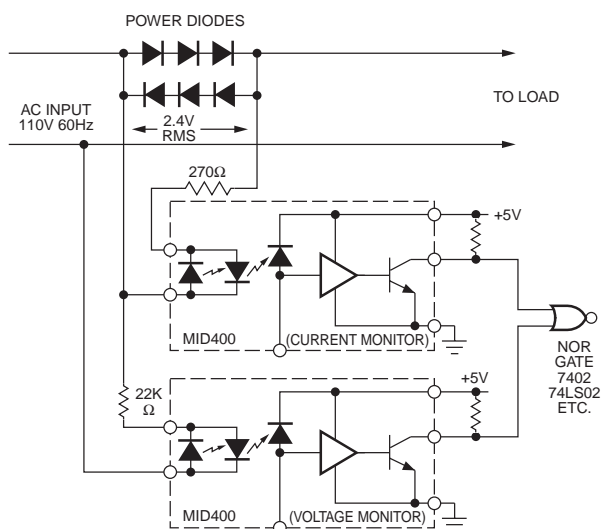 POWER DIODES
AC INPUT
110V 60Hz
2.4V
RMS
TO LOAD
270Ω
+5V
MID400
(CURRENT MONITOR)
22K
Ω
+5V
NOR
GATE
7402
74LS02
ETC.
MID400
(VOLTAGE MONITOR)